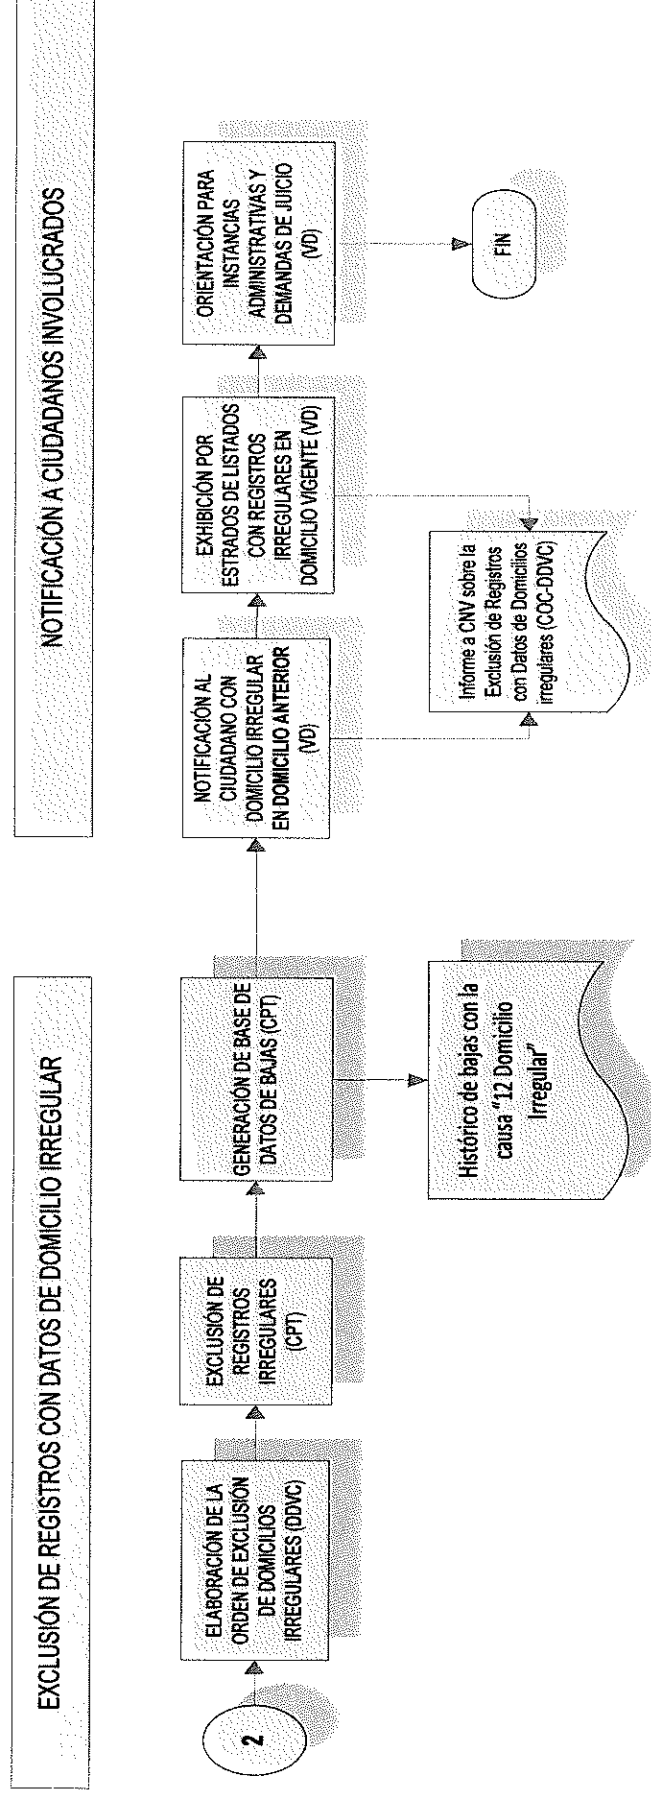 EXCLUSIÓN DE REGISTROS CON DATOS DE DOMICILIO IRREGULAR
NOTIFICACIÓN A CIUDADANOS INVOLUCRADOS
2
ELABORACIÓN DE LA
ORDEN DE EXCLUSIÓN
DE DOMICILIOS
IRREGULARES (DDVC)
EXCLUSIÓN DE
REGISTROS
IRREGULARES
(CPT)
GENERACIÓN DE BASE DE
DATOS DE BAJAS (CPT)
NOTIFICACIÓN AL
CIUDADANO CON
DOMICILIO IRREGULAR
EN DOMICILIO ANTERIOR
(VD)
EXHIBICIÓN POR
ESTRADOS DE LISTADOS
CON REGISTROS
IRREGULARES EN
DOMICILIO VIGENTE (VD)
ORIENTACIÓN PARA
INSTANCIAS
ADMINISTRATIVAS Y
DEMANDAS DE JUICIO
(VD)
Histórico de bajas con la
causa "12 Domicilio
Irregular"
Informe a CNV sobre la
Exclusión de Registros
con Datos de Domicilios
irregulares (COC-DDVC)
FIN